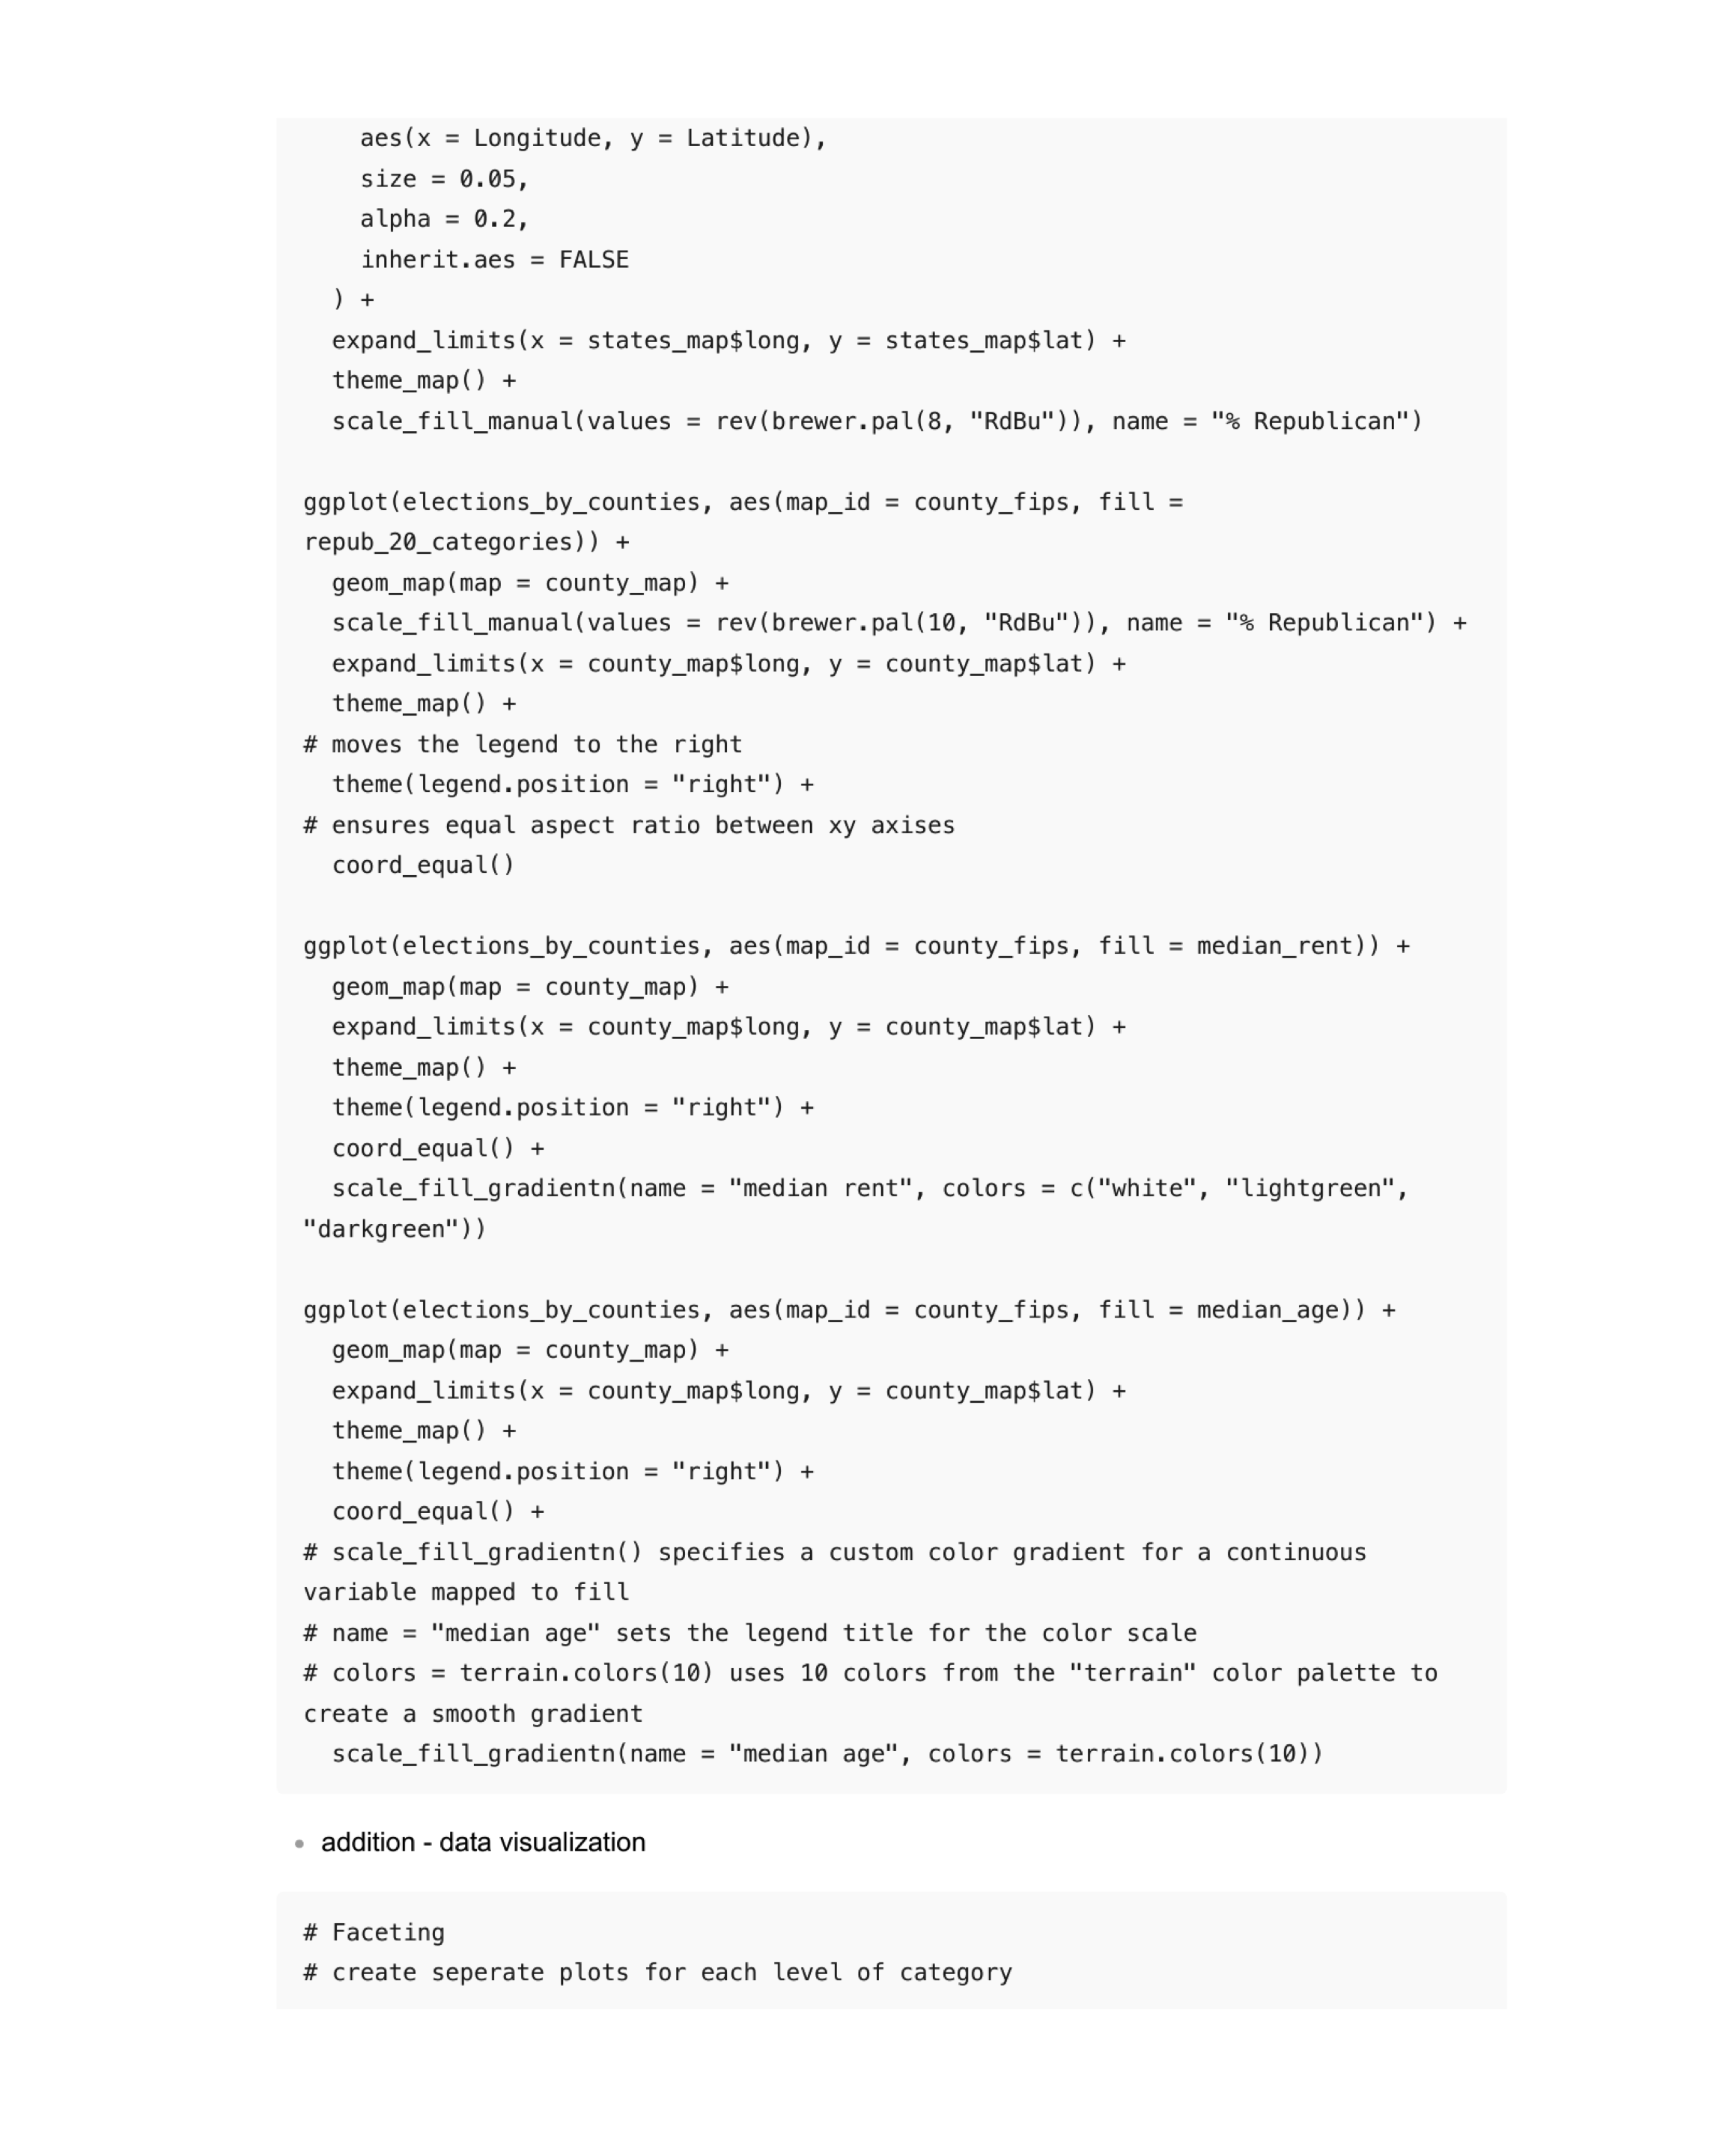 aes(x = Longitude, y = Latitude),
size = 0.05,
alpha = 0.2,
inherit.aes = FALSE
) +
expand_limits(x = states_map$long, y = states_map$lat) +
theme_map() +
scale_fill_manual(values = rev(brewer.pal(8, "RdBu")), name = "% Republican")
ggplot(elections_by_counties, aes(map_id = county_fips, fill =
repub_20_categories)) +
geom_map(map = county_map) +
scale_fill_manual(values = rev(brewer.pal(10, "RdBu")), name = "% Republican") +
expand_limits(x = county_map$long, y = county_map$lat) +
theme_map() +
# moves the legend to the right
theme(legend.position = "right") +
# ensures equal aspect ratio between xy axises
coord_equal()
ggplot(elections_by_counties, aes(map_id = county_fips, fill = median_rent)) +
geom_map(map = county_map) +
expand_limits(x = county_map$long, y = county_map$lat) +
theme_map() +
theme(legend.position = "right") +
coord_equal() +
scale_fill_gradientn(name = "median rent", colors = c("white", "lightgreen",
"darkgreen"))
ggplot(elections_by_counties, aes(map_id = county_fips, fill = median_age)) +
geom_map(map = county_map) +
expand_limits(x = county_map$long, y = county_map$lat) +
theme_map() +
theme(legend.position = "right") +
coord_equal() +
# scale_fill_gradientn() specifies a custom color gradient for a continuous
variable mapped to fill
# name = "median age" sets the legend title for the color scale
# colors = terrain.colors(10) uses 10 colors from the "terrain" color palette to
create a smooth gradient
scale_fill_gradientn(name = "median age", colors = terrain.colors(10))
• addition - data visualization
# Faceting
# create seperate plots for each level of category